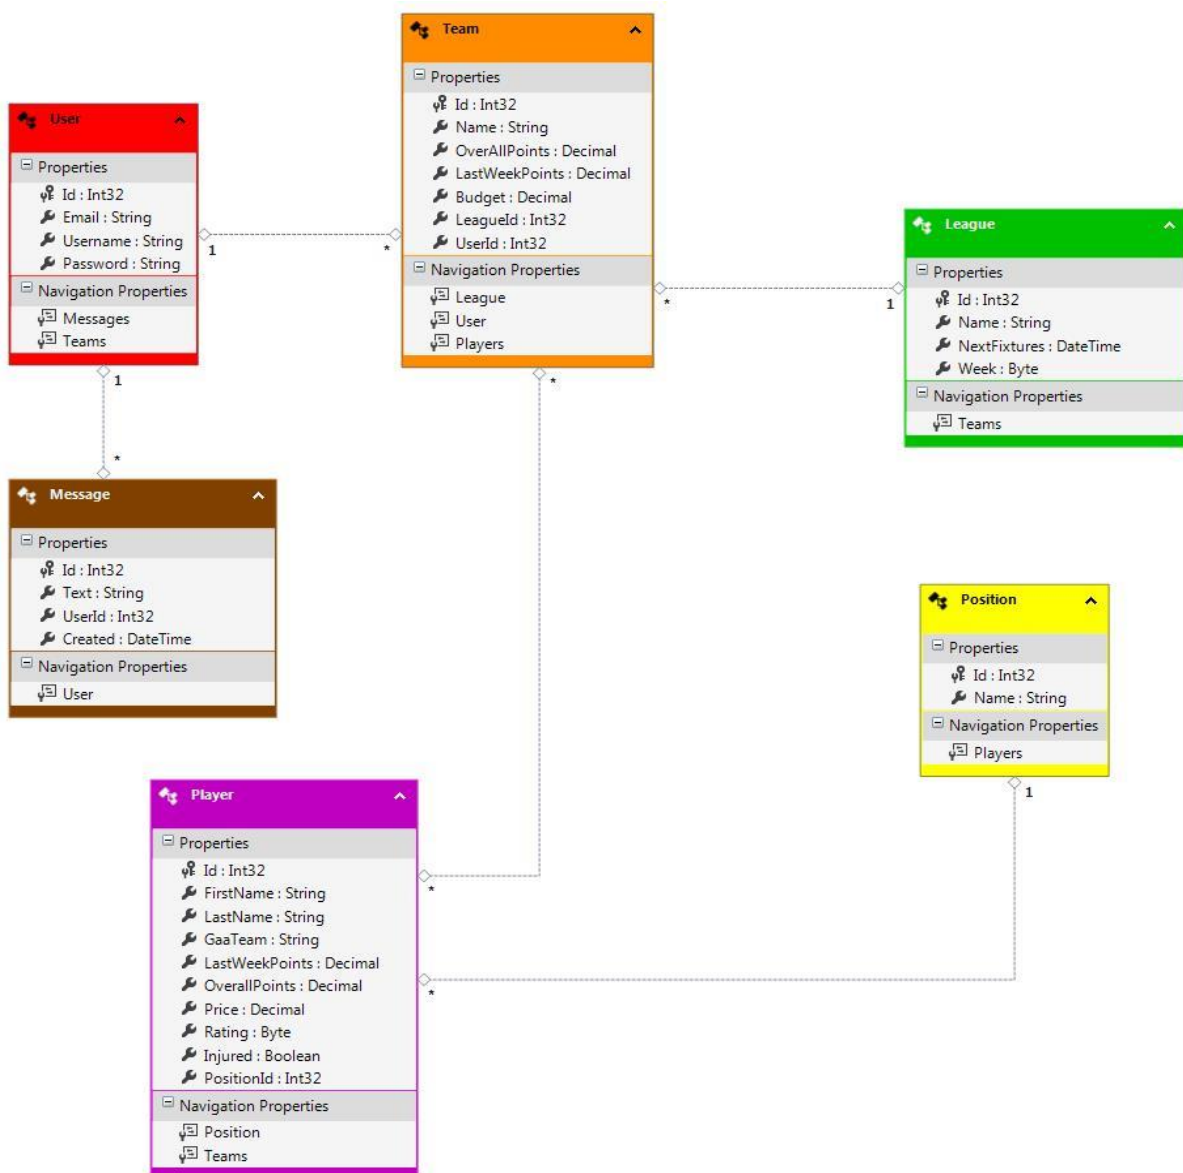 Team
Properties
Id : Int32
Name : String
OverAllPoints : Decimal
LastWeekPoints : Decimal
Budget : Decimal
LeagueId : Int32
UserId : Int32
Navigation Properties
League
User
Players
*
*
*
User
Properties
Id : Int32
Email : String
Username : String
Password : String
Navigation Properties
Messages
Teams
1
1
League
Properties
Id : Int32
Name : String
NextFixtures : DateTime
Week : Byte
Navigation Properties
Teams
1
*
Message
Properties
Id : Int32
Text : String
UserId : Int32
Created : DateTime
Navigation Properties
User
Position
Properties
Id : Int32
Name : String
Navigation Properties
Players
1
Player
Properties
Id : Int32
FirstName : String
LastName : String
GaaTeam : String
LastWeekPoints : Decimal
OverallPoints : Decimal
Price : Decimal
Rating : Byte
Injured : Boolean
PositionId : Int32
Navigation Properties
Position
Teams
*
*